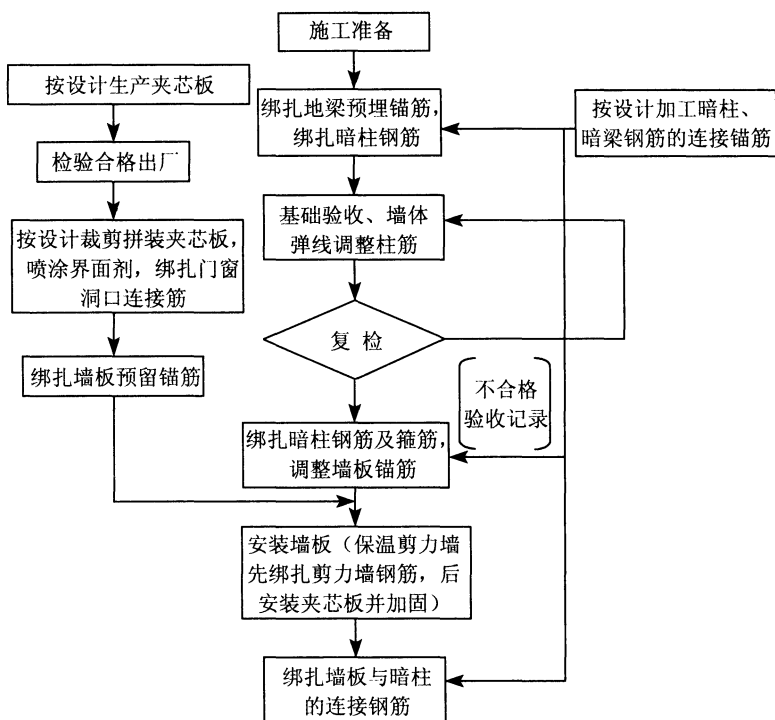 施工准备
按设计生产夹芯板
绑扎地梁预埋锚筋，
绑扎暗柱钢筋
按设计加工暗柱、
暗梁钢筋的连接锚筋
检验合格出厂
基础验收、墙体
弹线调整柱筋
按设计裁剪拼装夹芯板，
喷涂界面剂，绑扎门窗
洞口连接筋
复检
绑扎墙板预留锚筋
不合格
验收记录
绑扎暗柱钢筋及箍筋，
调整墙板锚筋
安装墙板（保温剪力墙
先绑扎剪力墙钢筋，后
安装夹芯板并加固）
绑扎墙板与暗柱
的连接钢筋